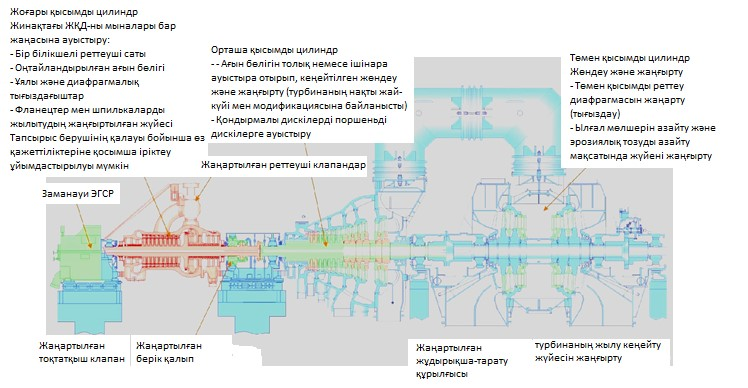 Жоғары қысымды цилиндр
Жинақтағы ЖҚД-ны мыналары бар
жаңасына ауыстыру:
- Бір білікшелі реттеуші саты
- Оңтайландырылған ағын бөлігі
- Ұялы және диафрагмалық
тығыздағыштар
- Фланецтер мен шпилькаларды
жылытудың жаңғыртылған жүйесі
Тапсырыс берушінің қалауы бойынша өз
қажеттіліктеріне қосымша іріктеу
ұйымдастырылуы мүмкін
Орташа қысымды цилиндр
- - Ағын бөлігін толық немесе ішінара
ауыстыра отырып, кеңейтілген жөндеу
және жаңғырту (турбинаның нақты жай-
күйі мен модификациясына байланысты)
- Қондырмалы дискілерді поршеньді
дискілерге ауыстыру
Төмен қысымды цилиндр
Жөндеу және жаңғырту
- Төмен қысымды реттеу
диафрагмасын жаңарту
(тығыздау)
- Ылғал мөлшерін азайту және
эрозиялық тозуды азайту
мақсатында жүйені жаңғырту
Жаңартылған реттеуші клапандар
Заманауи ЭГСР
Жаңартылған
тоқтатқыш клапан
Жаңартылған
берік қалып
Жаңартылған
жұдырықша-тарату
құрылғысы
турбинаның жылу кеңейту
жүйесін жаңғырту